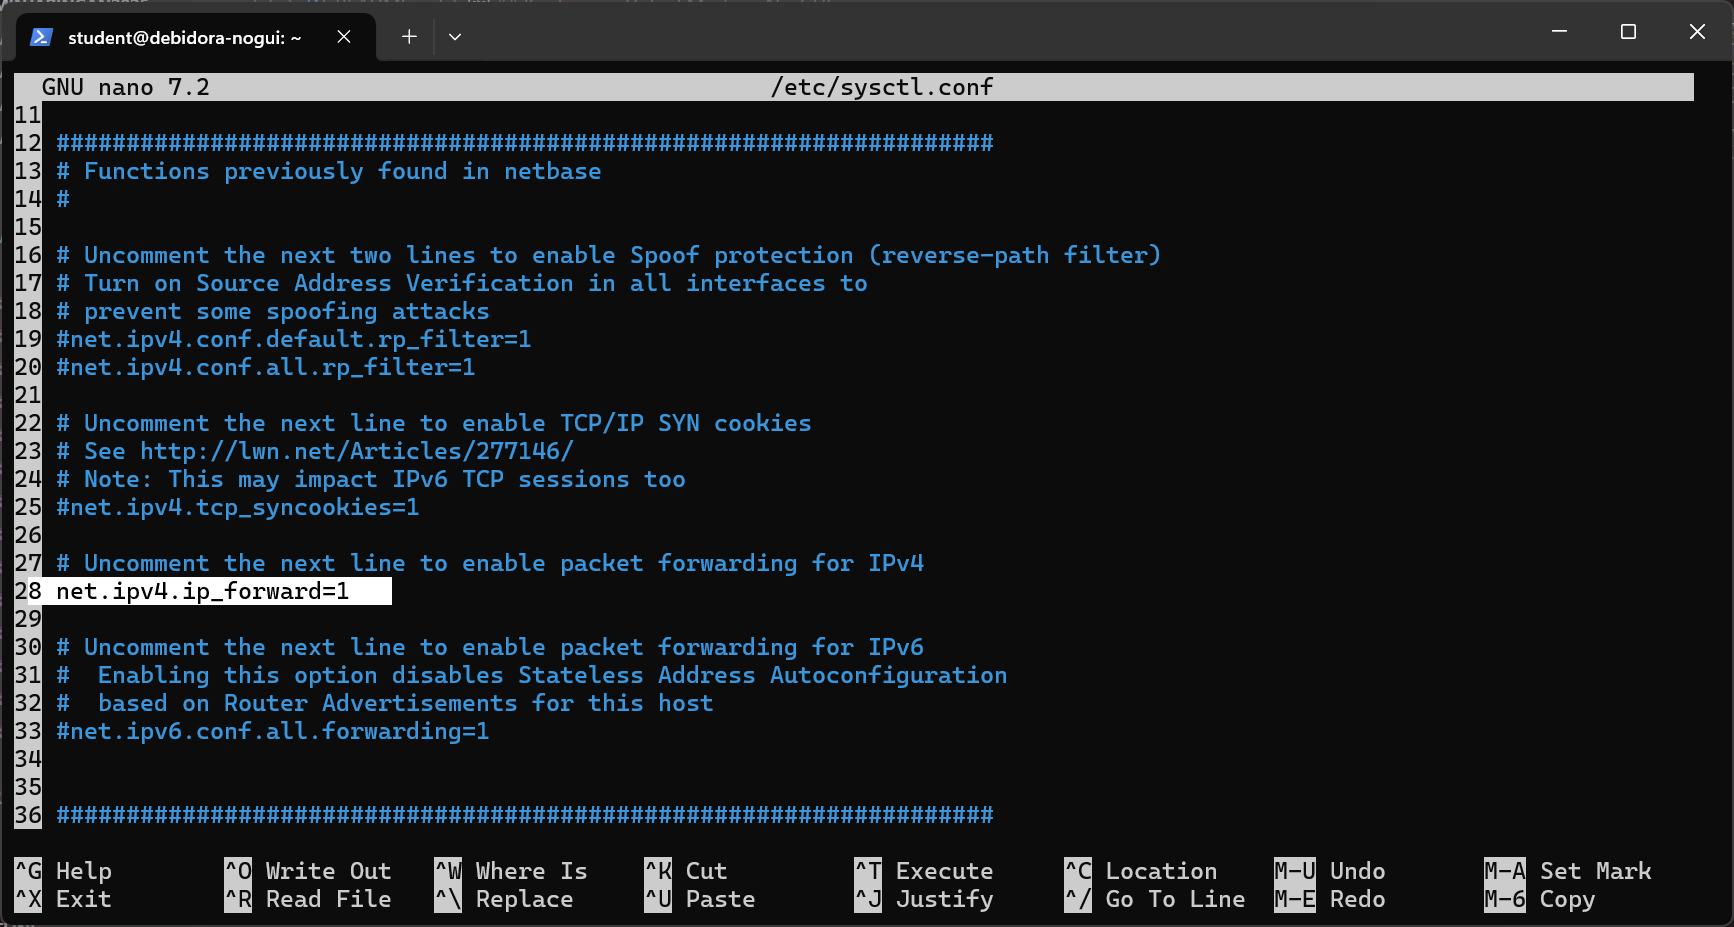 student@debidora-nogui: ~
GNU nano 7.2 /etc/sysctl.conf
11
12 ###################################################################
13 # Functions previously found in netbase
14 #
15
16 # Uncomment the next two lines to enable Spoof protection (reverse-path filter)
17 # Turn on Source Address Verification in all interfaces to
18 # prevent some spoofing attacks
19 #net.ipv4.conf.default.rp_filter=1
20 #net.ipv4.conf.all.rp_filter=1
21
22 # Uncomment the next line to enable TCP/IP SYN cookies
23 # See http://lwn.net/Articles/277146/
24 # Note: This may impact IPv6 TCP sessions too
25 #net.ipv4.tcp_syncookies=1
26
27 # Uncomment the next line to enable packet forwarding for IPv4
28 net.ipv4.ip_forward=1
29
30 # Uncomment the next line to enable packet forwarding for IPv6
31 #  Enabling this option disables Stateless Address Autoconfiguration
32 #  based on Router Advertisements for this host
33 #net.ipv6.conf.all.forwarding=1
34
35
36 ###################################################################
^G Help ^O Write Out ^W Where Is ^K Cut ^T Execute ^C Location M-U Undo M-A Set Mark
^X Exit ^R Read File ^\ Replace ^U Paste ^J Justify ^/ Go To Line M-E Redo M-6 Copy